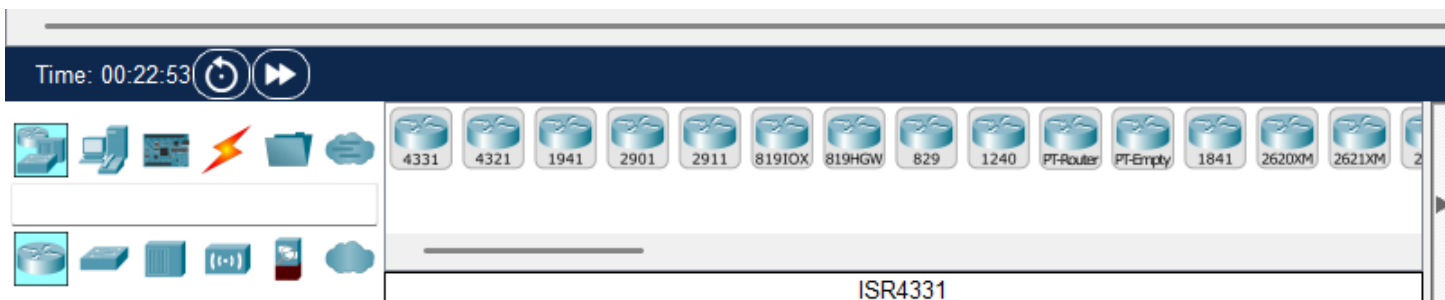 Time: 00:22:53
4331 4321 1941 2901 2911 819IOX 819HGW 829 1240 PT-Router PT-Empty 1841 2620XM 2621XM 2
ISR4331